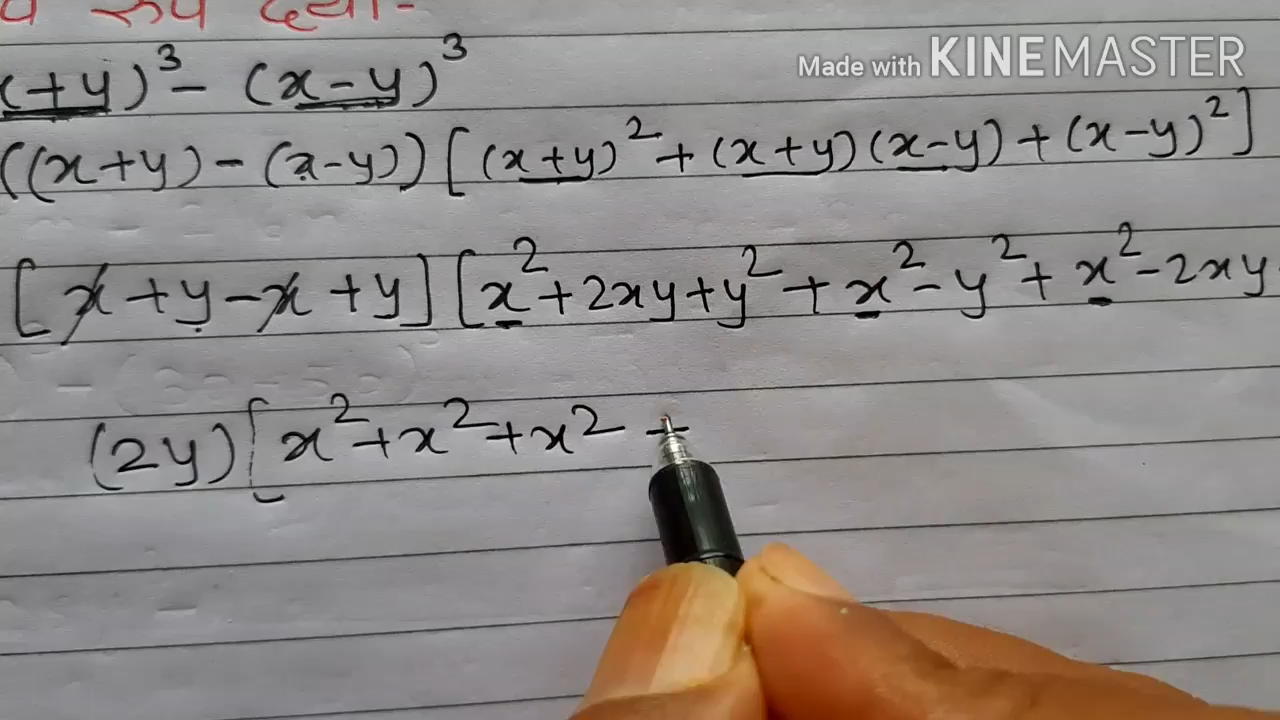 रूप द्या-
Made with KINEMASTER
(+y)³ - (x-y)³
((x+y) - (x-y)) [(x+y)² + (x+y)(x-y) + (x-y)²]
[x + y - x + y] [x² + 2xy + y² + x² - y² + x² - 2xy
(2y) [x² + x² + x² +